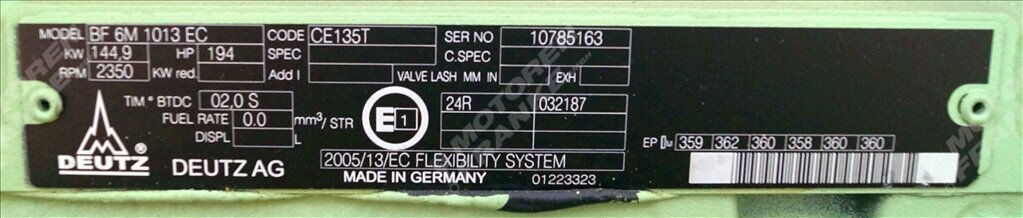 MODEL BF 6M 1013 EC CODE CE135T SER NO 10785163
KW 144,9 HP 194 SPEC C.SPEC
RPM 2350 KW red. Add I VALVE LASH MM IN EXH
TIM ° BTDC 02,0 S 24R 032187
FUEL RATE 0.0 mm³/STR E 1
DISPL L
EP 359 362 360 358 360 360
DEUTZ ® DEUTZ AG 2005/13/EC FLEXIBILITY SYSTEM
MADE IN GERMANY 01223323
MOTOREN FRANKE